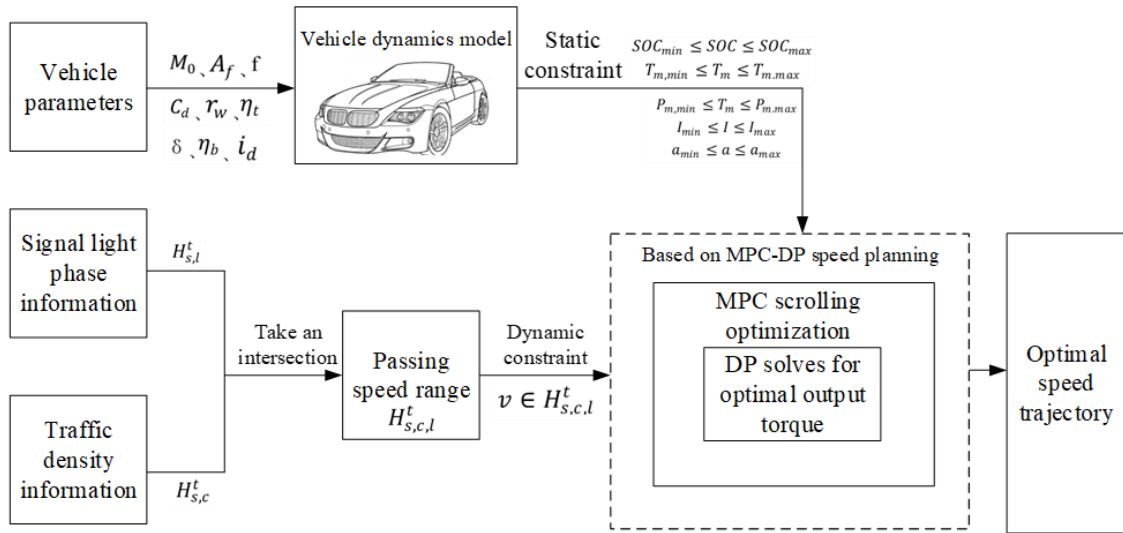 Vehicle
parameters
M₀、A_f、f
C_d、r_w、η_t
δ、η_b、i_d
Vehicle dynamics model
Static
constraint
SOC_min ≤ SOC ≤ SOC_max
T_m,min ≤ T_m ≤ T_m.max
P_m,min ≤ T_m ≤ P_m.max
I_min ≤ I ≤ I_max
a_min ≤ a ≤ a_max
Signal light
phase
information
H^t_s,l
Traffic
density
information
H^t_s,c
Take an
intersection
Passing
speed range
H^t_s,c,l
Dynamic
constraint
v ∈ H^t_s,c,l
Based on MPC-DP speed planning
MPC scrolling
optimization
DP solves for
optimal output
torque
Optimal
speed
trajectory